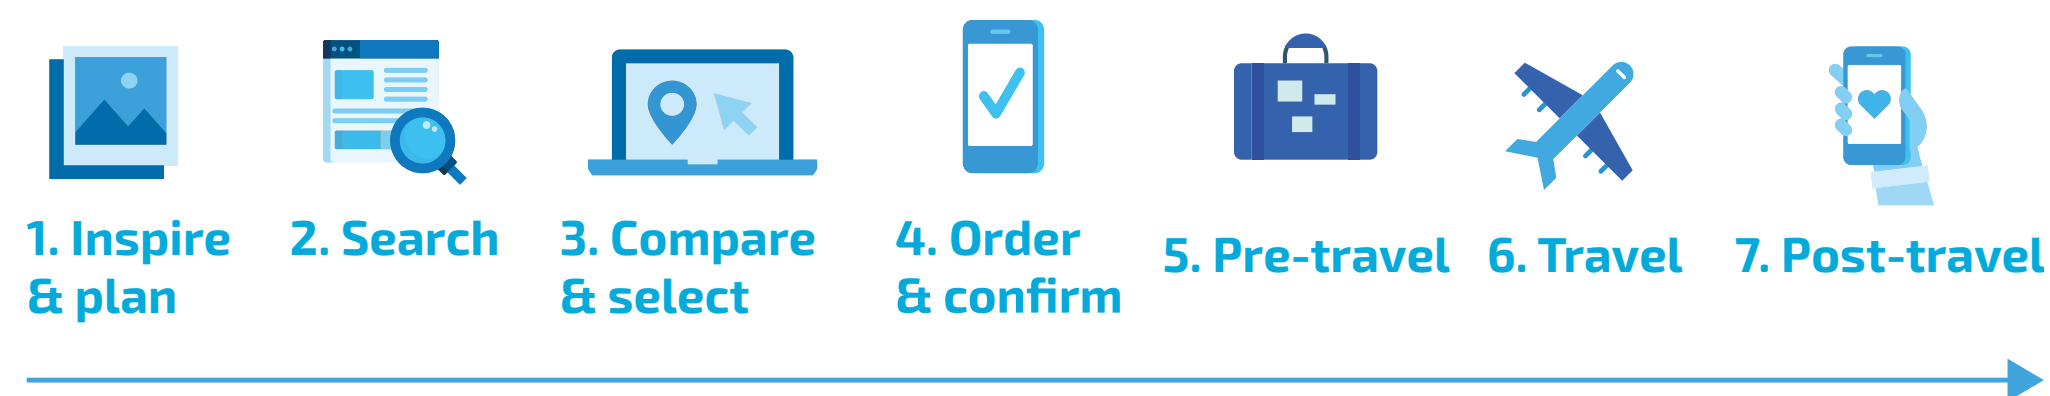 1. Inspire
& plan
2. Search
3. Compare
& select
4. Order
& confirm
5. Pre-travel
6. Travel
7. Post-travel